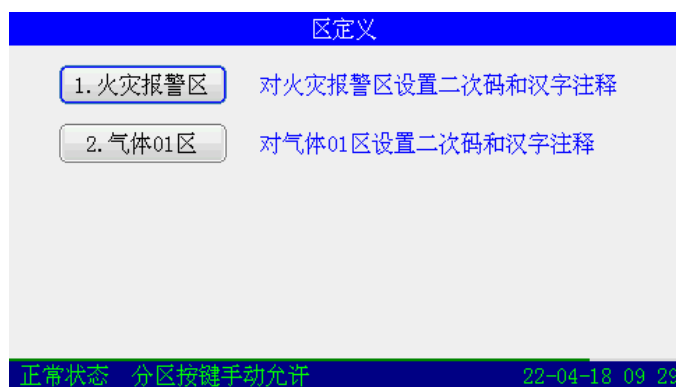 区定义
1.火灾报警区 对火灾报警区设置二次码和汉字注释
2.气体01区 对气体01区设置二次码和汉字注释
正常状态 分区按键手动允许 22-04-18 09 29